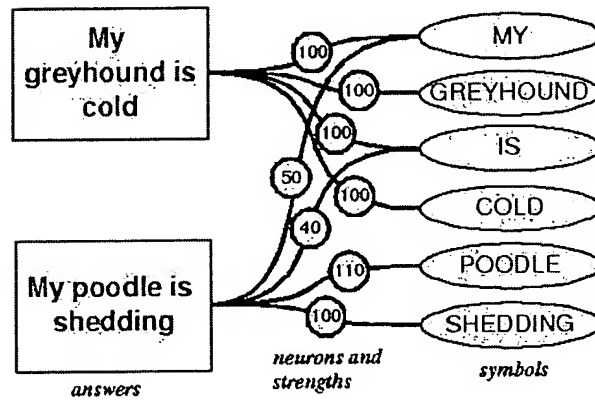 My
greyhound is
cold
100
MY
100
GREYHOUND
100
IS
50
100
COLD
40
My poodle is
shedding
110
POODLE
100
SHEDDING
answers
neurons and
strengths
symbols